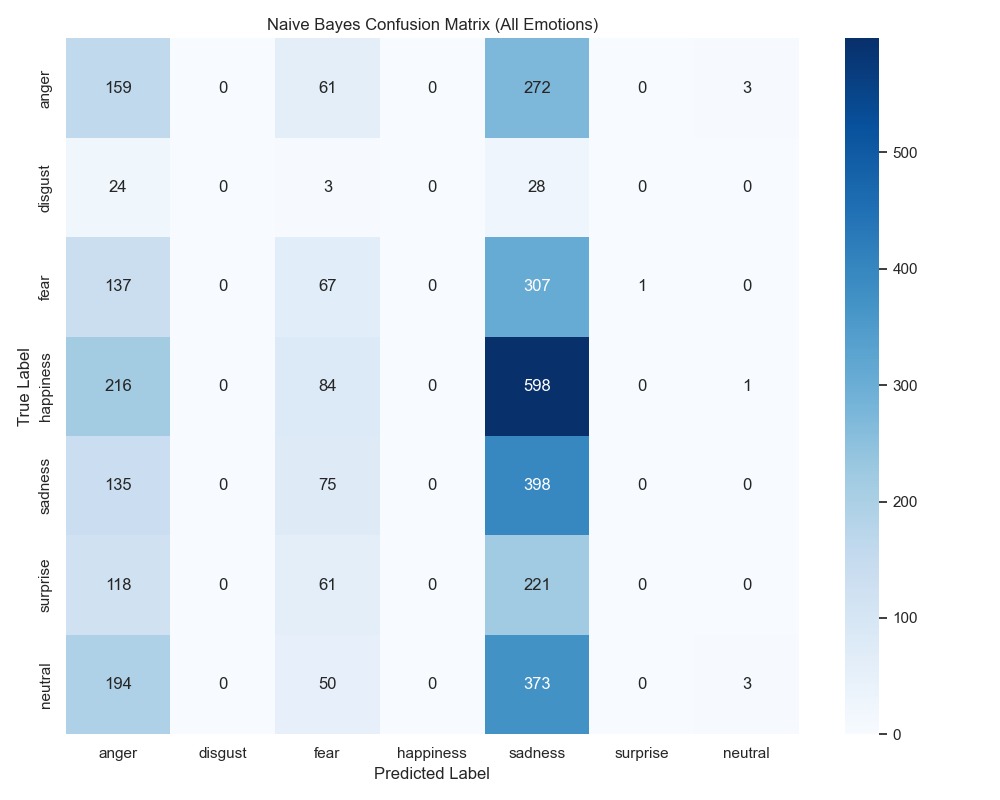 Naive Bayes Confusion Matrix (All Emotions)
True Label
anger 159 0 61 0 272 0 3
disgust 24 0 3 0 28 0 0
fear 137 0 67 0 307 1 0
happiness 216 0 84 0 598 0 1
sadness 135 0 75 0 398 0 0
surprise 118 0 61 0 221 0 0
neutral 194 0 50 0 373 0 3
anger disgust fear happiness sadness surprise neutral
Predicted Label
500
400
300
200
100
0